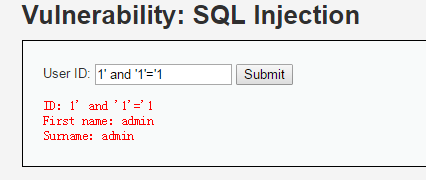 Vulnerability: SQL Injection
User ID: 1' and '1'='1 Submit
ID: 1' and '1'='1
First name: admin
Surname: admin